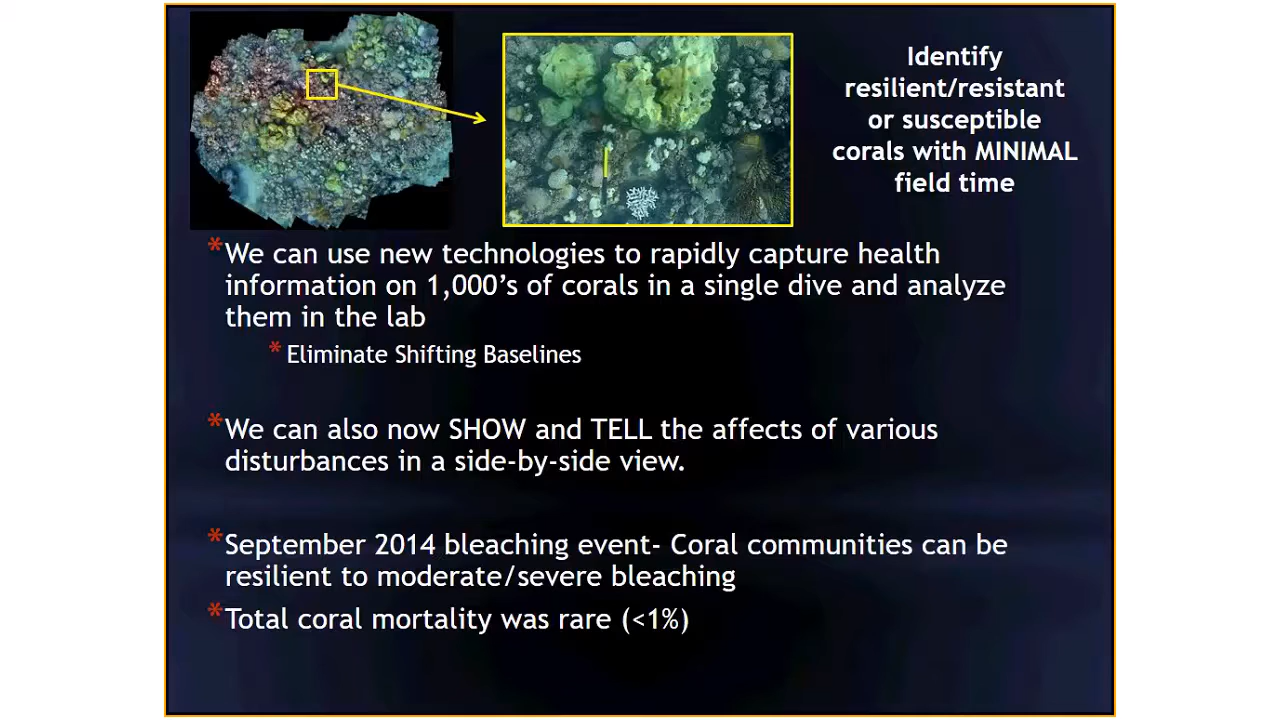 Identify
resilient/resistant
or susceptible
corals with MINIMAL
field time
*We can use new technologies to rapidly capture health
information on 1,000’s of corals in a single dive and analyze
them in the lab
*Eliminate Shifting Baselines
*We can also now SHOW and TELL the affects of various
disturbances in a side-by-side view.
*September 2014 bleaching event- Coral communities can be
resilient to moderate/severe bleaching
*Total coral mortality was rare (<1%)